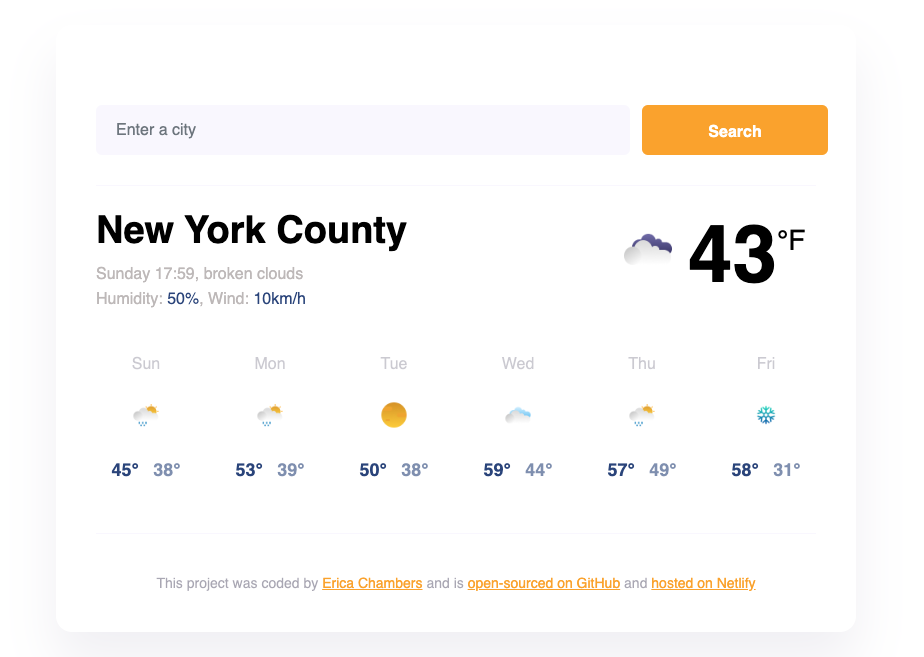 Enter a city
Search
New York County
43°F
Sunday 17:59, broken clouds
Humidity: 50%, Wind: 10km/h
Sun Mon Tue Wed Thu Fri
45° 38° 53° 39° 50° 38° 59° 44° 57° 49° 58° 31°
This project was coded by Erica Chambers and is open-sourced on GitHub and hosted on Netlify